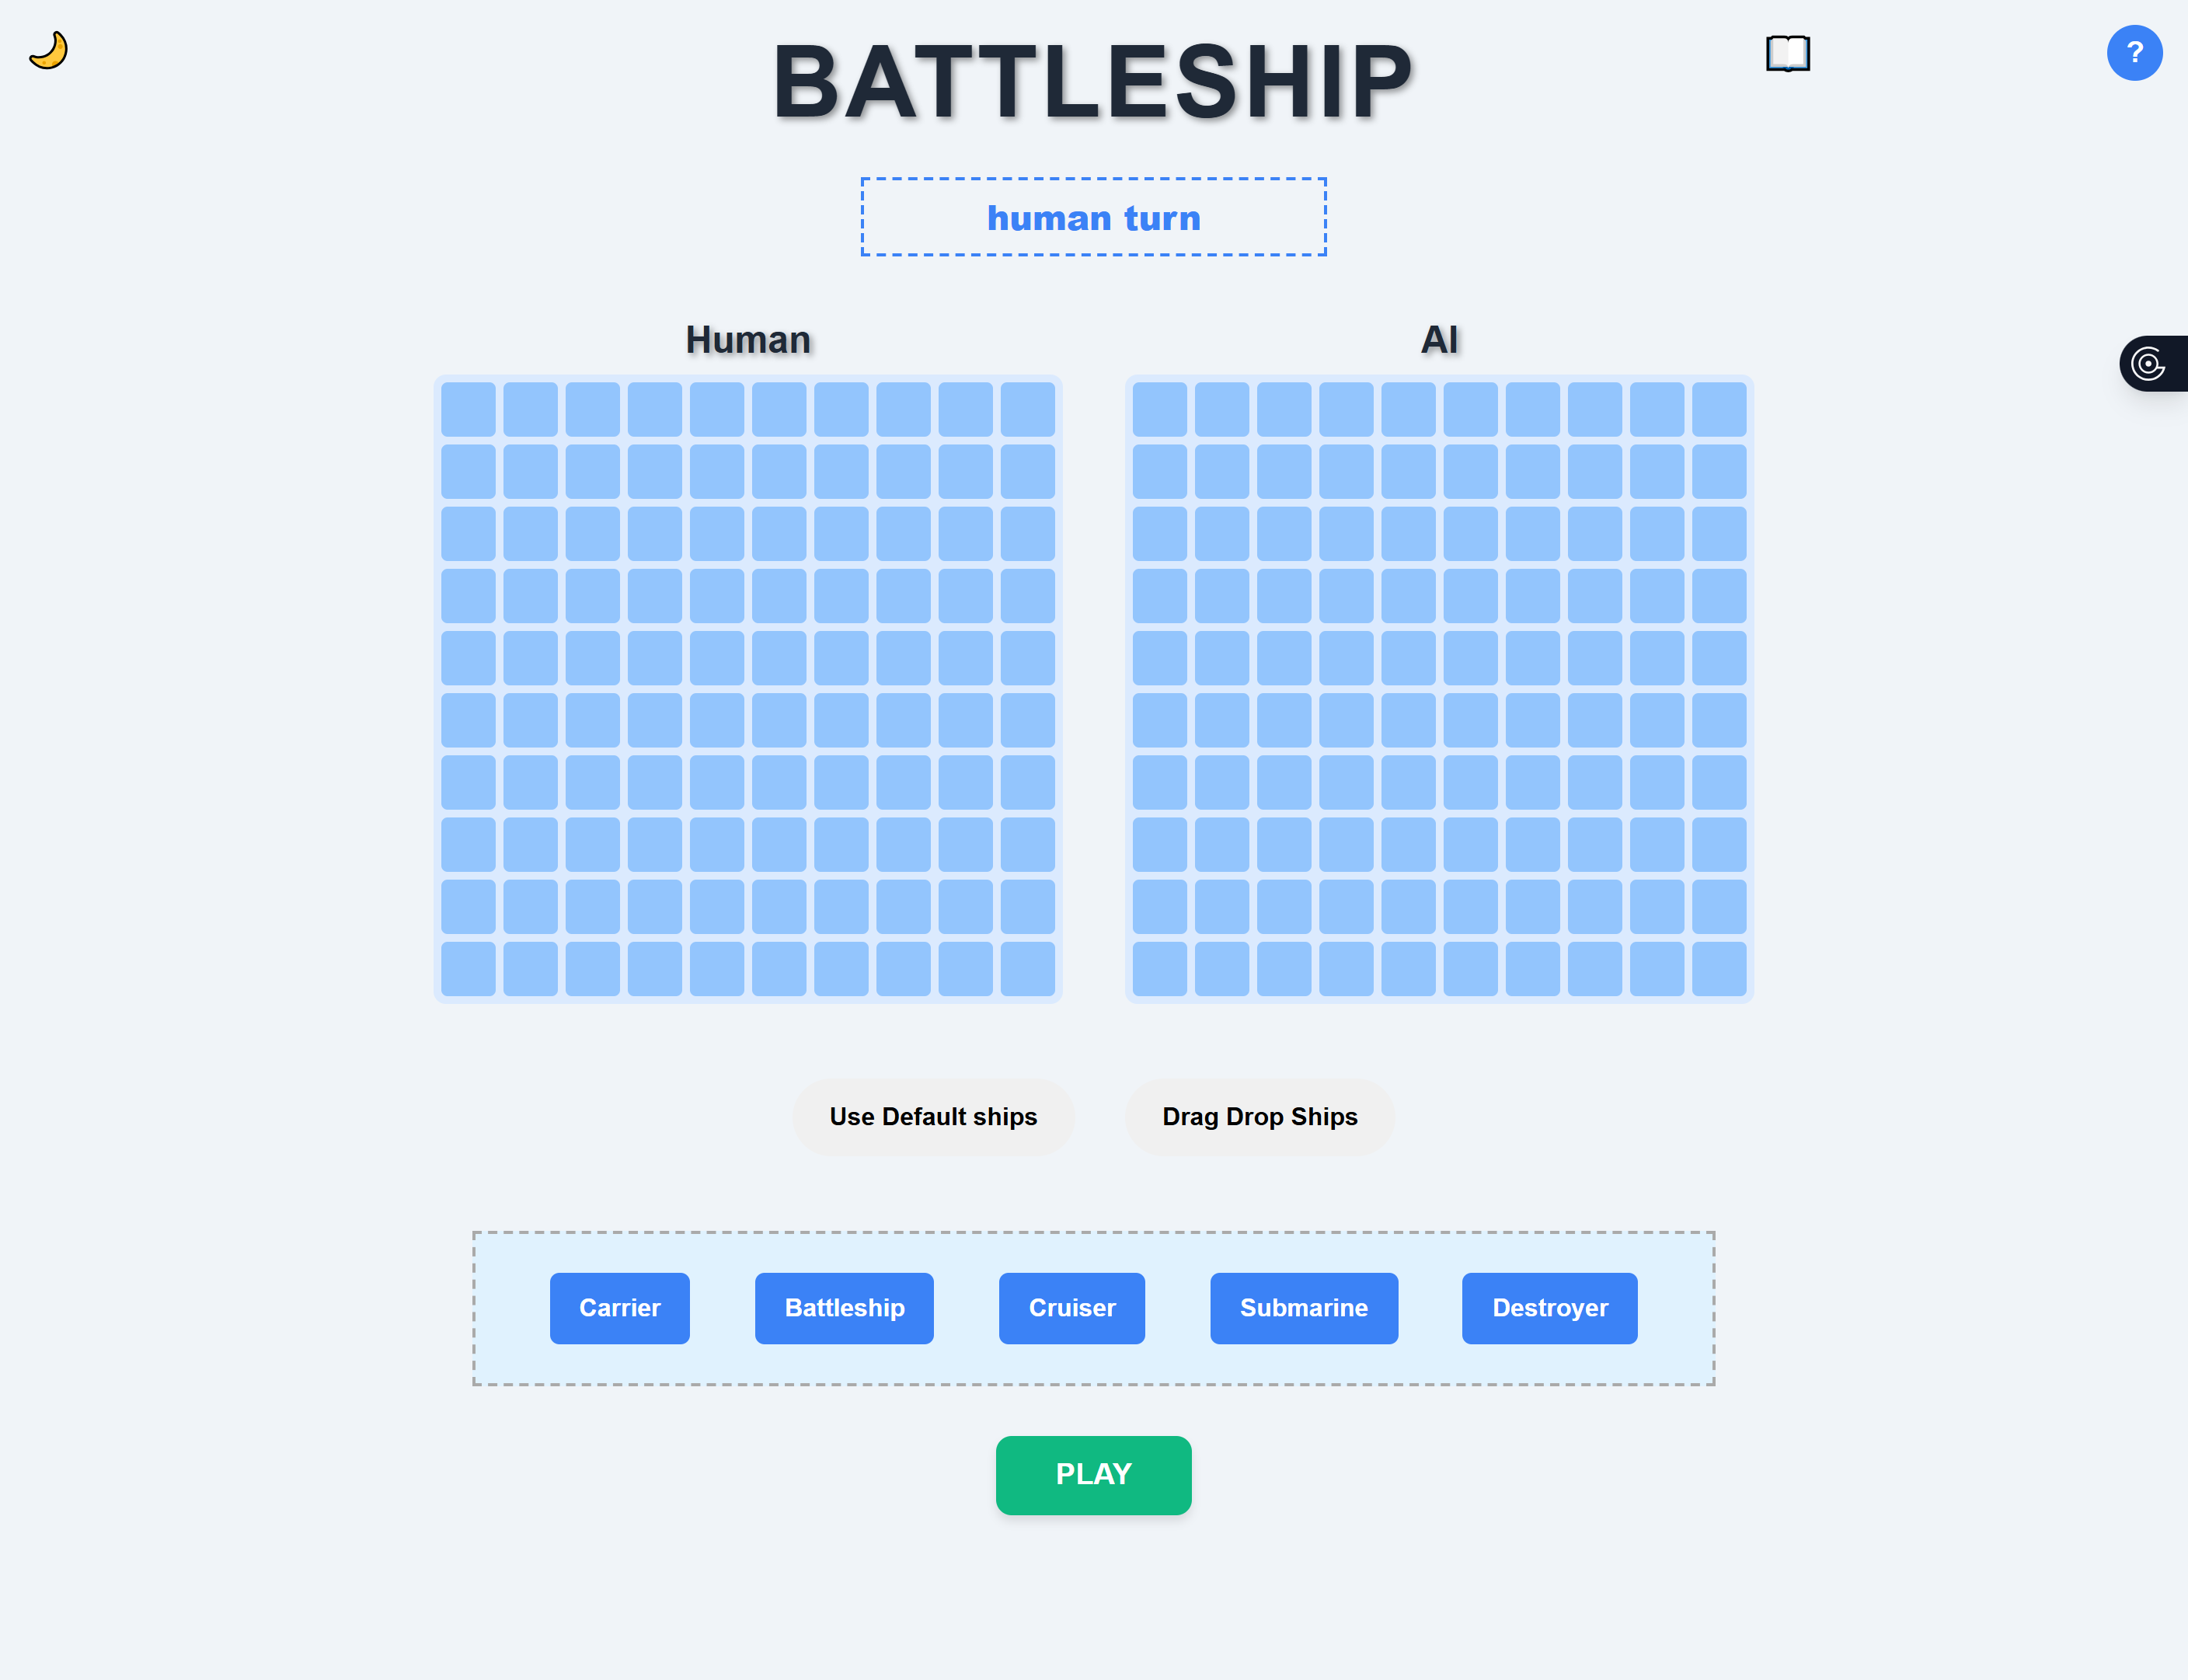 BATTLESHIP
?
human turn
Human
AI
Use Default ships
Drag Drop Ships
Carrier
Battleship
Cruiser
Submarine
Destroyer
PLAY